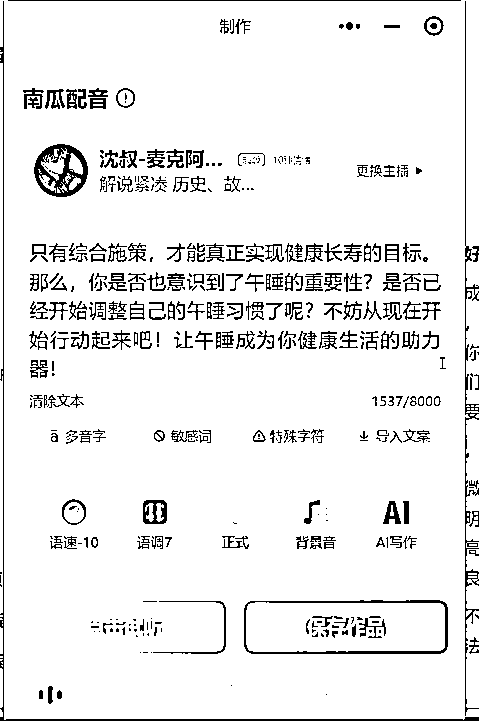 制作
南瓜配音
沈叔-麦克阿...
解说紧凑 历史、故...
更换主播
只有综合施策，才能真正实现健康长寿的目标。
那么，你是否也意识到了午睡的重要性？是否已
经开始调整自己的午睡习惯了呢？不妨从现在开
始行动起来吧！让午睡成为你健康生活的助力
器！
清除文本 1537/8000
ā 多音字 敏感词 特殊字符 导入文案
AI
语速-10 语调7 正式 背景音 AI写作
保存作品
好
成
，
你
们
要
微
明
亮
良
不
法